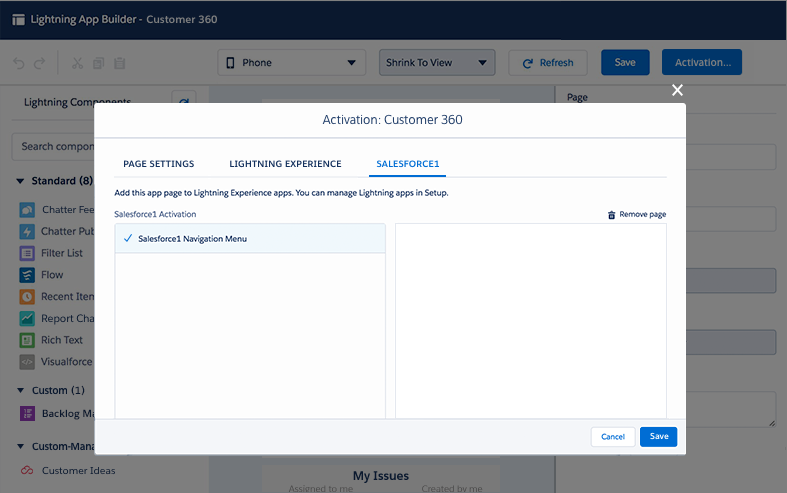 Lightning App Builder - Customer 360
Phone
Shrink To View
Refresh
Save
Activation...
Lightning Components
Page
Activation: Customer 360
Search compon
PAGE SETTINGS
LIGHTNING EXPERIENCE
SALESFORCE1
Standard (8)
Add this app page to Lightning Experience apps. You can manage Lightning apps in Setup.
Chatter Fee
Salesforce1 Activation
Remove page
Chatter Pub
Salesforce1 Navigation Menu
Filter List
Flow
Recent Item
Report Cha
Rich Text
Visualforce
Custom (1)
Backlog Ma
Custom-Mana
Cancel
Save
Customer Ideas
My Issues
Assigned to me
Created by me